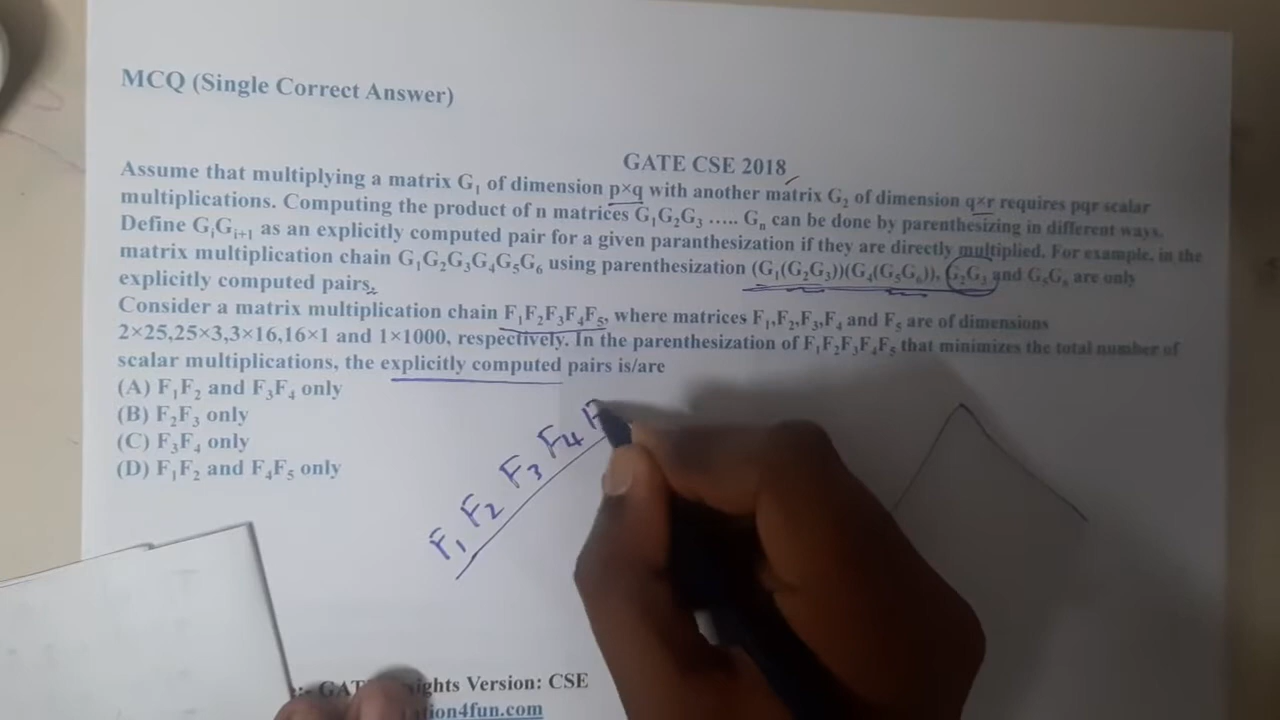 MCQ (Single Correct Answer)
GATE CSE 2018
Assume that multiplying a matrix G₁ of dimension p×q with another matrix G₂ of dimension q×r requires pqr scalar
multiplications. Computing the product of n matrices G₁G₂G₃ ..... Gₙ can be done by parenthesizing in different ways.
Define GᵢGᵢ₊₁ as an explicitly computed pair for a given paranthesization if they are directly multiplied. For example, in the
matrix multiplication chain G₁G₂G₃G₄G₅G₆ using parenthesization (G₁(G₂G₃))(G₄(G₅G₆)), G₂G₃ and G₅G₆ are only
explicitly computed pairs.
Consider a matrix multiplication chain F₁F₂F₃F₄F₅, where matrices F₁,F₂,F₃,F₄ and F₅ are of dimensions
2×25,25×3,3×16,16×1 and 1×1000, respectively. In the parenthesization of F₁F₂F₃F₄F₅ that minimizes the total number of
scalar multiplications, the explicitly computed pairs is/are
(A) F₁F₂ and F₃F₄ only
(B) F₂F₃ only
(C) F₃F₄ only
(D) F₁F₂ and F₄F₅ only
F₁ F₂ F₃ F₄ F
Version: CSE